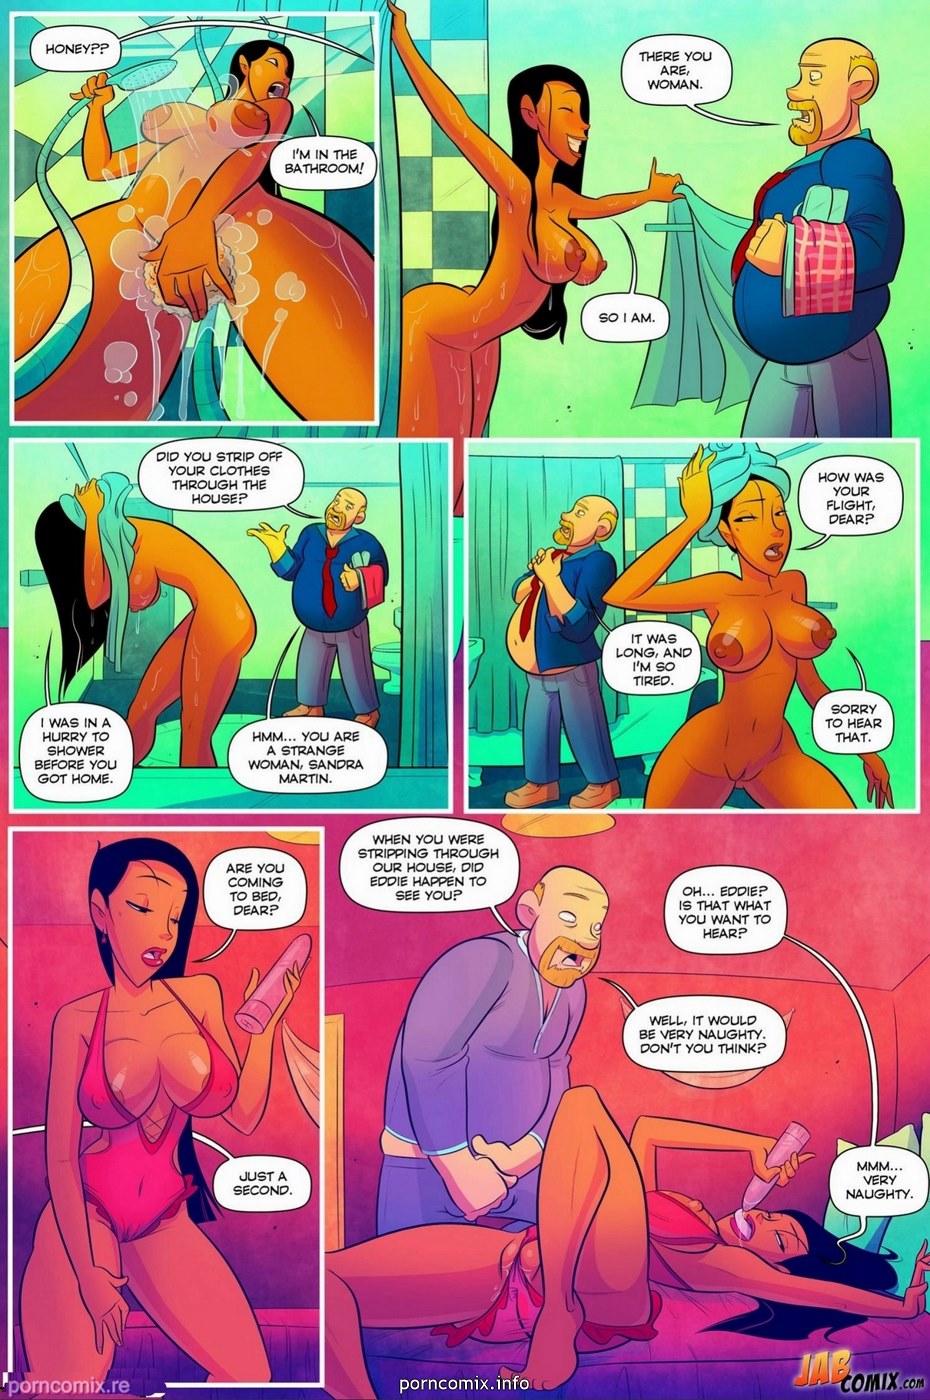 HONEY??
I'M IN THE
BATHROOM!
THERE YOU
ARE,
WOMAN.
SO I AM.
DID YOU STRIP OFF
YOUR CLOTHES
THROUGH THE
HOUSE?
I WAS IN A
HURRY TO
SHOWER
BEFORE YOU
GOT HOME.
HMM... YOU ARE
A STRANGE
WOMAN, SANDRA
MARTIN.
HOW WAS
YOUR
FLIGHT,
DEAR?
IT WAS
LONG, AND
I'M SO
TIRED.
SORRY
TO HEAR
THAT.
ARE YOU
COMING
TO BED,
DEAR?
JUST A
SECOND.
WHEN YOU WERE
STRIPPING THROUGH
OUR HOUSE, DID
EDDIE HAPPEN TO
SEE YOU?
OH... EDDIE?
IS THAT WHAT
YOU WANT TO
HEAR?
WELL, IT WOULD
BE VERY NAUGHTY.
DON'T YOU THINK?
MMM...
VERY
NAUGHTY.
JAB
COMIX.com
porncomix.re
porncomix.info